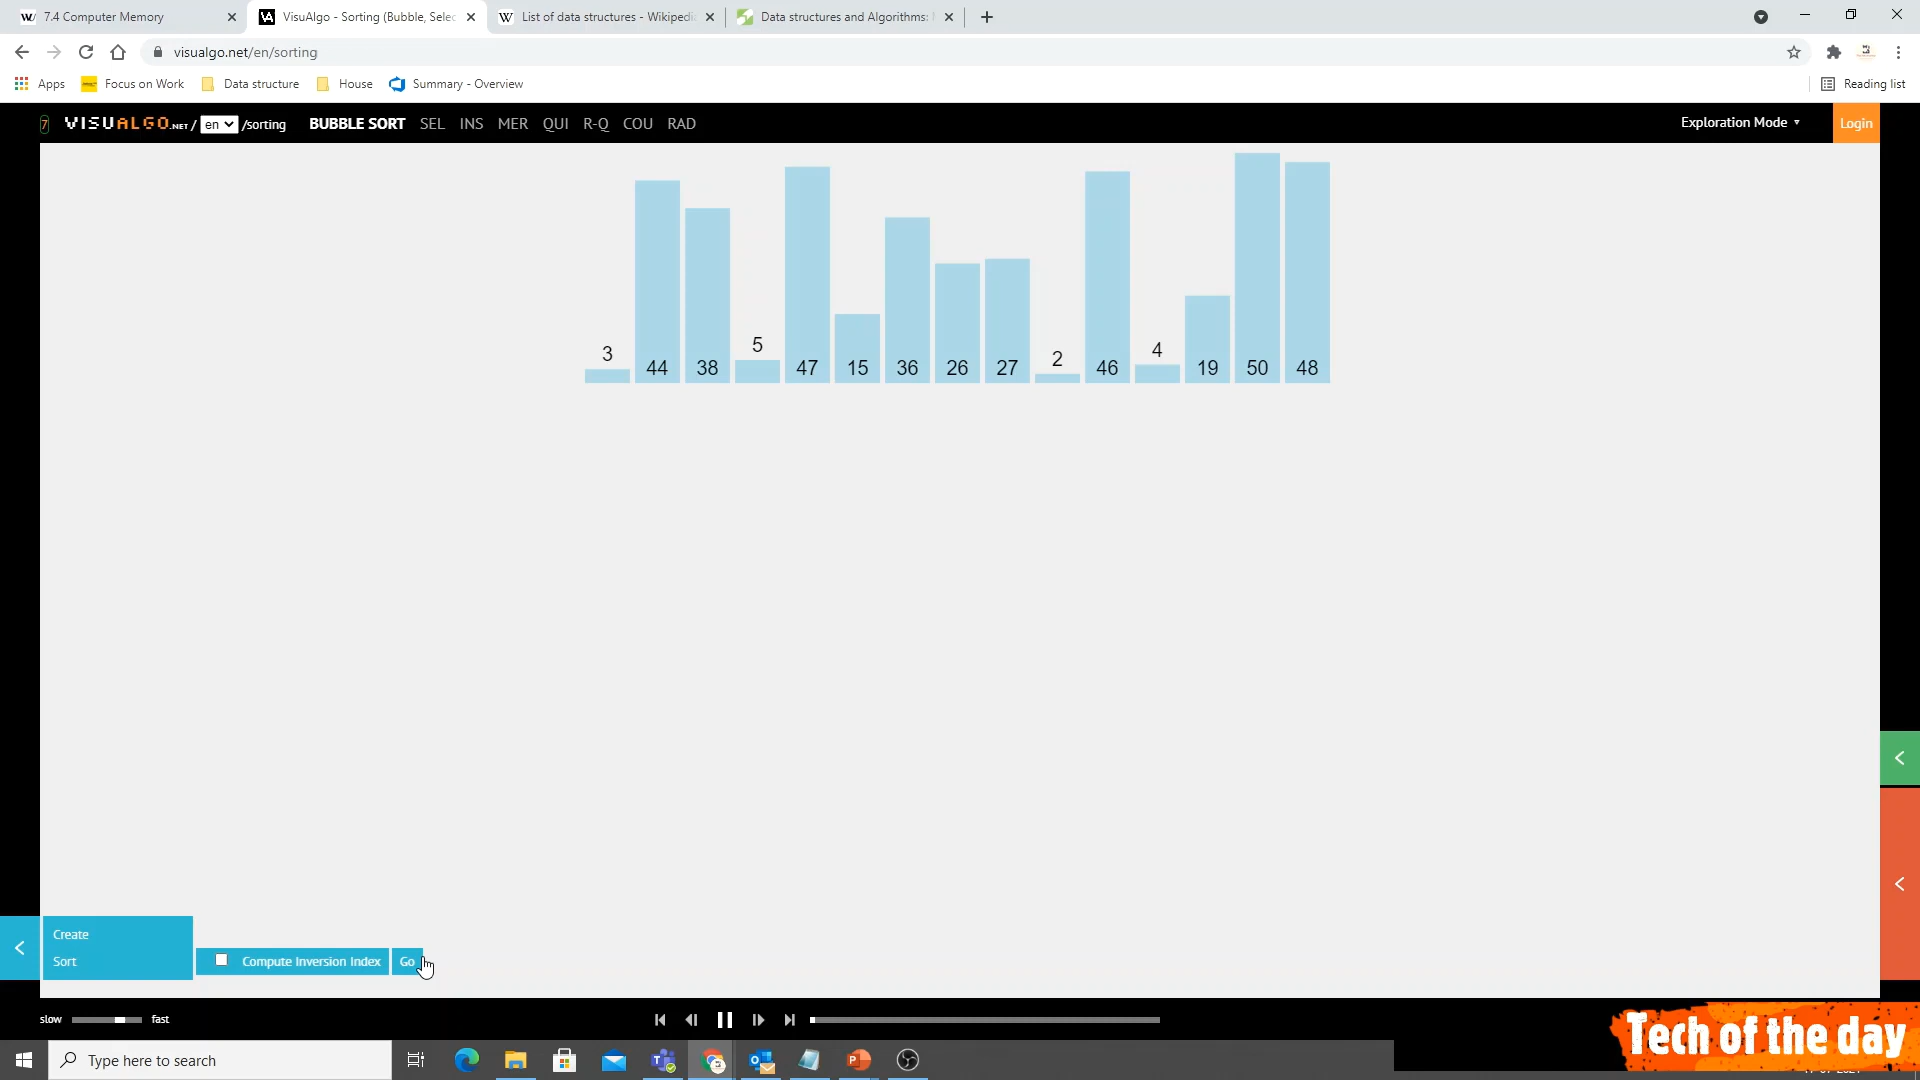 7.4 Computer Memory
VisuAlgo - Sorting (Bubble, Selec
List of data structures - Wikipedi
Data structures and Algorithms:
visualgo.net/en/sorting
Apps
Focus on Work
Data structure
House
Summary - Overview
Reading list
7 VISUALGO.NET / en /sorting BUBBLE SORT SEL INS MER QUI R-Q COU RAD
Exploration Mode
Login
3 44 38 5 47 15 36 26 27 2 46 4 19 50 48
Create
Sort
Compute Inversion Index
Go
slow
fast
Tech of the day
Type here to search